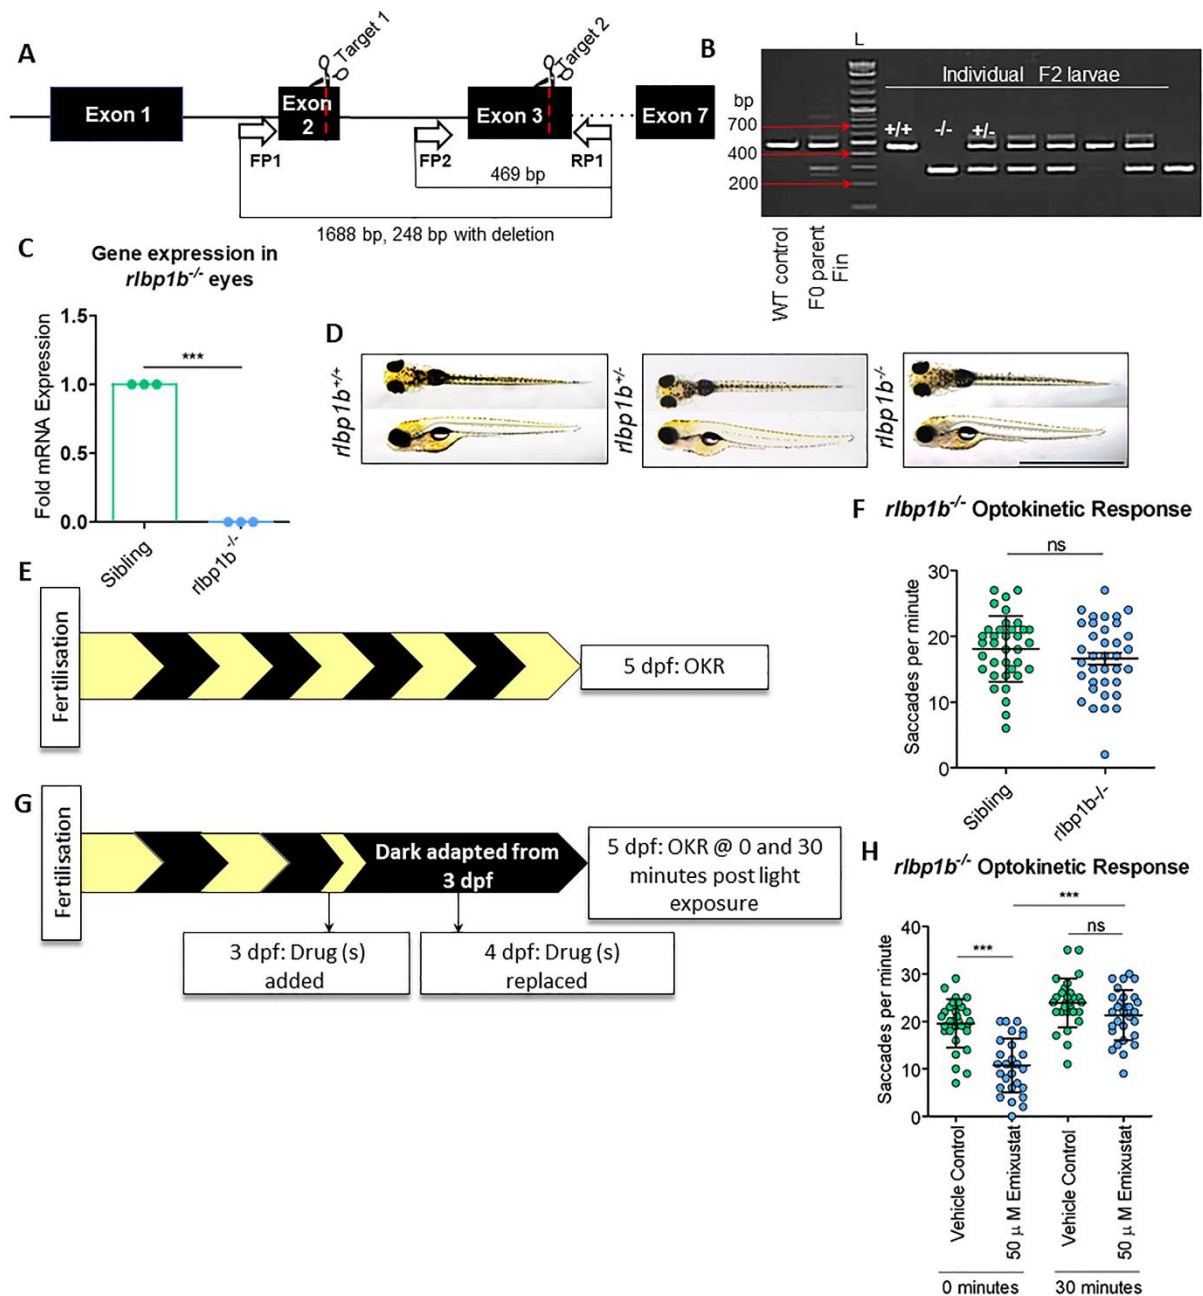 A
Target 1
Target 2
Exon 1
Exon
2
Exon 3
Exon 7
FP1
FP2
RP1
469 bp
1688 bp, 248 bp with deletion
B
L
Individual F2 larvae
bp
700
400
200
+/+
-/-
+/-
WT control
F0 parent
Fin
C
Gene expression in
rlbp1b-/- eyes
Fold mRNA Expression
1.5
1.0
0.5
0.0
***
Sibling
rlbp1b-/-
D
rlbp1b+/+
rlbp1b+/-
rlbp1b-/-
E
Fertilisation
5 dpf: OKR
F
rlbp1b-/- Optokinetic Response
ns
Saccades per minute
30
20
10
0
Sibling
rlbp1b-/-
G
Fertilisation
Dark adapted from
3 dpf
5 dpf: OKR @ 0 and 30
minutes post light
exposure
3 dpf: Drug (s)
added
4 dpf: Drug (s)
replaced
H
rlbp1b-/- Optokinetic Response
***
***
ns
Saccades per minute
40
30
20
10
0
Vehicle Control
50 μ M Emixustat
Vehicle Control
50 μ M Emixustat
0 minutes
30 minutes